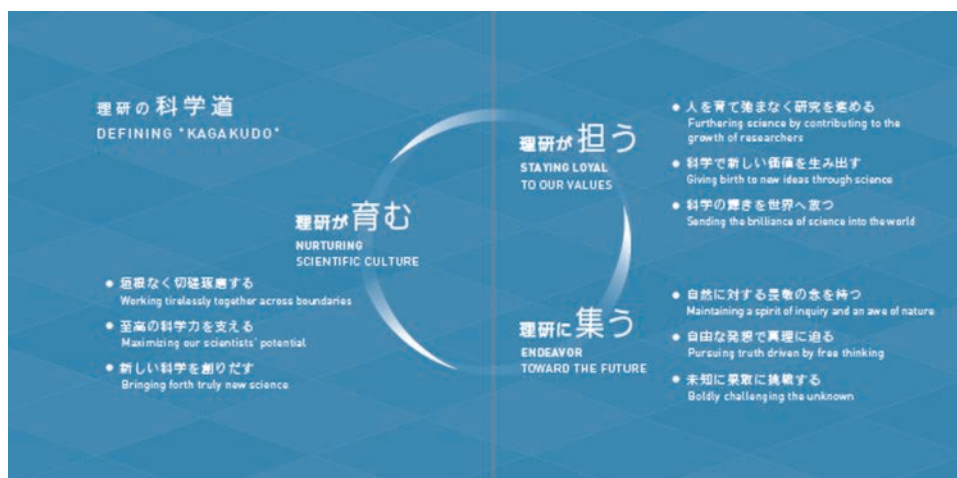 理研の科学道
DEFINING "KAGAKUDO"
理研が育む
NURTURING
SCIENTIFIC CULTURE
● 垣根なく切磋琢磨する
Working tirelessly together across boundaries
● 至高の科学力を支える
Maximizing our scientists' potential
● 新しい科学を創りだす
Bringing forth truly new science
理研が担う
STAYING LOYAL
TO OUR VALUES
● 人を育て弛まなく研究を進める
Furthering science by contributing to the
growth of researchers
● 科学で新しい価値を生み出す
Giving birth to new ideas through science
● 科学の輝きを世界へ放つ
Sending the brilliance of science into the world
理研に集う
ENDEAVOR
TOWARD THE FUTURE
● 自然に対する畏敬の念を持つ
Maintaining a spirit of inquiry and an awe of nature
● 自由な発想で真理に迫る
Pursuing truth driven by free thinking
● 未知に果敢に挑戦する
Boldly challenging the unknown